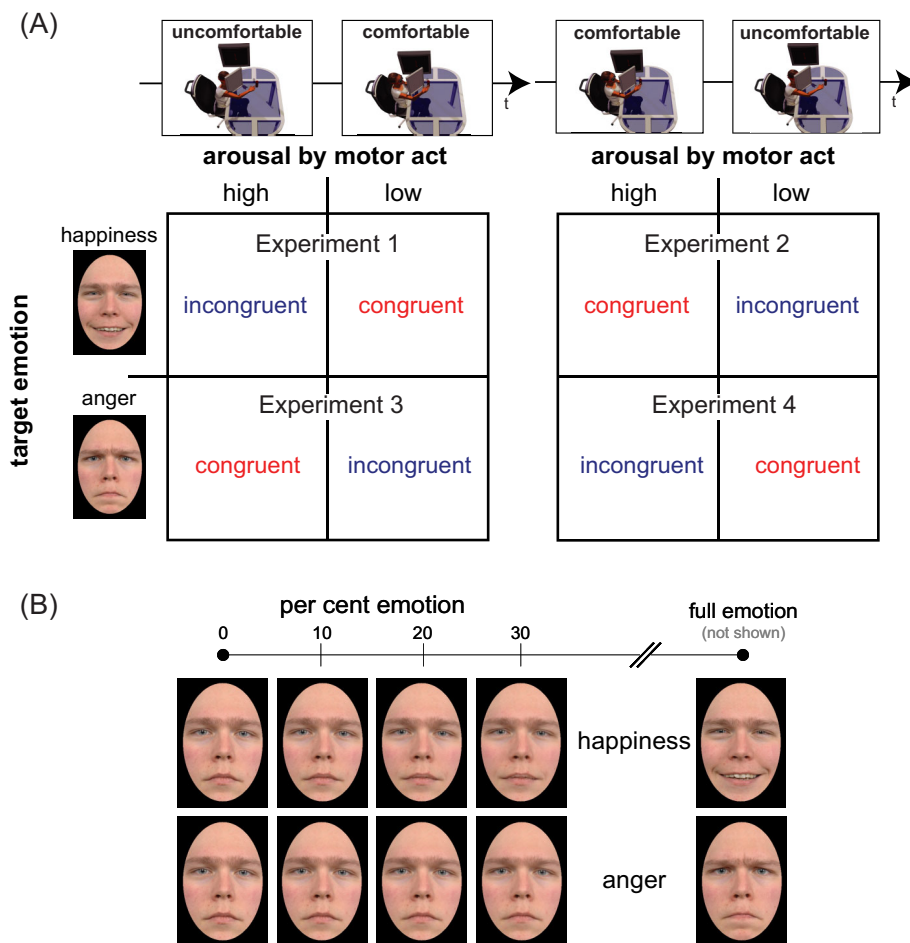 (A)
uncomfortable comfortable comfortable uncomfortable
t t
arousal by motor act arousal by motor act
high low high low
happiness
Experiment 1 Experiment 2
incongruent congruent congruent incongruent
target emotion
anger
Experiment 3 Experiment 4
congruent incongruent incongruent congruent
(B)
per cent emotion full emotion
(not shown)
0 10 20 30
happiness
anger